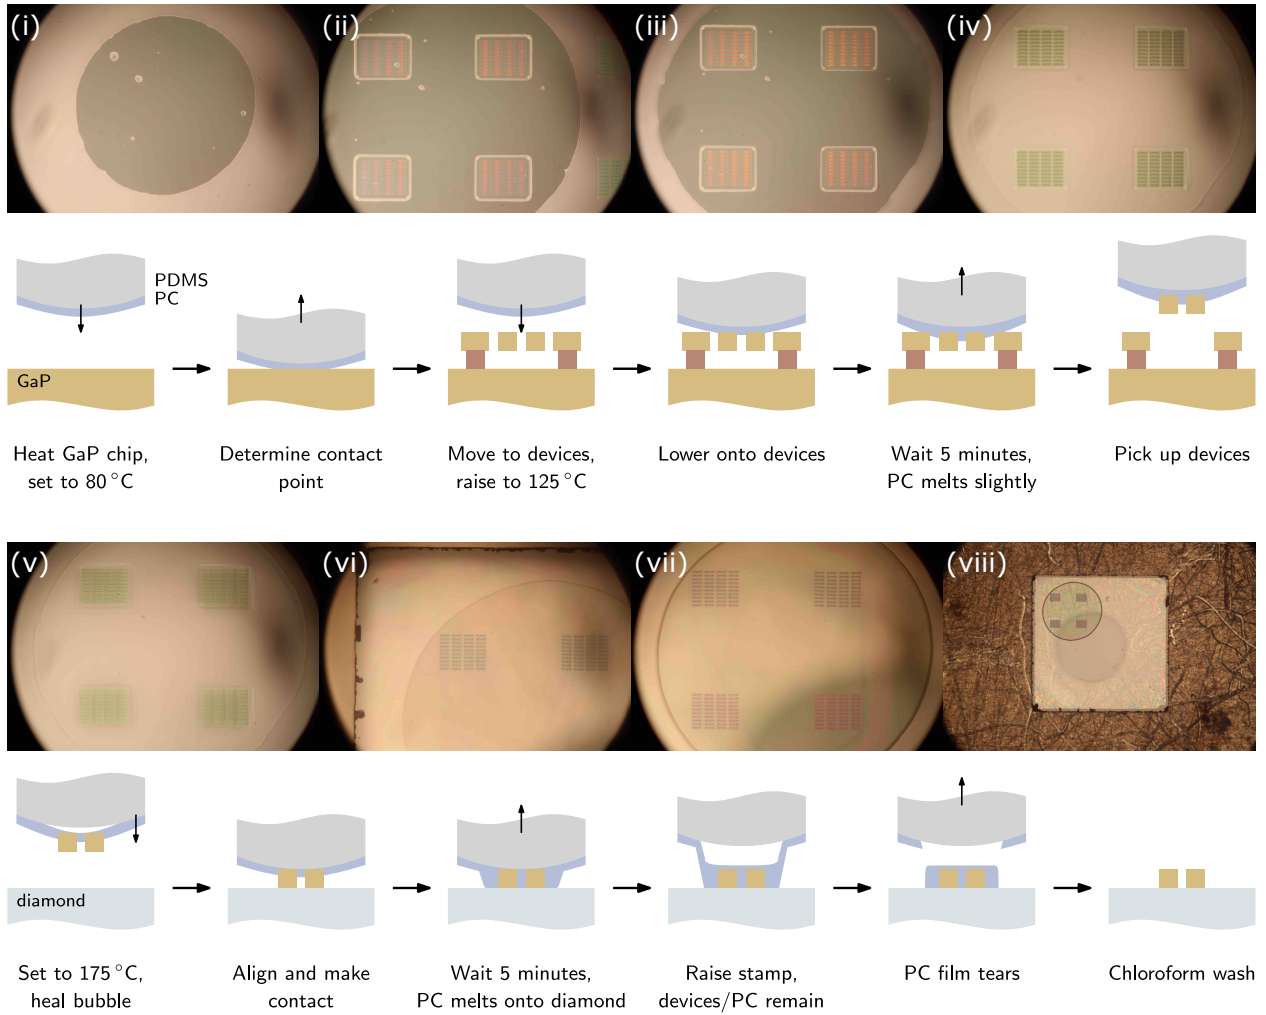 (i)
(ii)
(iii)
(iv)
PDMS
PC
GaP
Heat GaP chip,
set to 80 °C
Determine contact
point
Move to devices,
raise to 125 °C
Lower onto devices
Wait 5 minutes,
PC melts slightly
Pick up devices
(v)
(vi)
(vii)
(viii)
diamond
Set to 175 °C,
heal bubble
Align and make
contact
Wait 5 minutes,
PC melts onto diamond
Raise stamp,
devices/PC remain
PC film tears
Chloroform wash